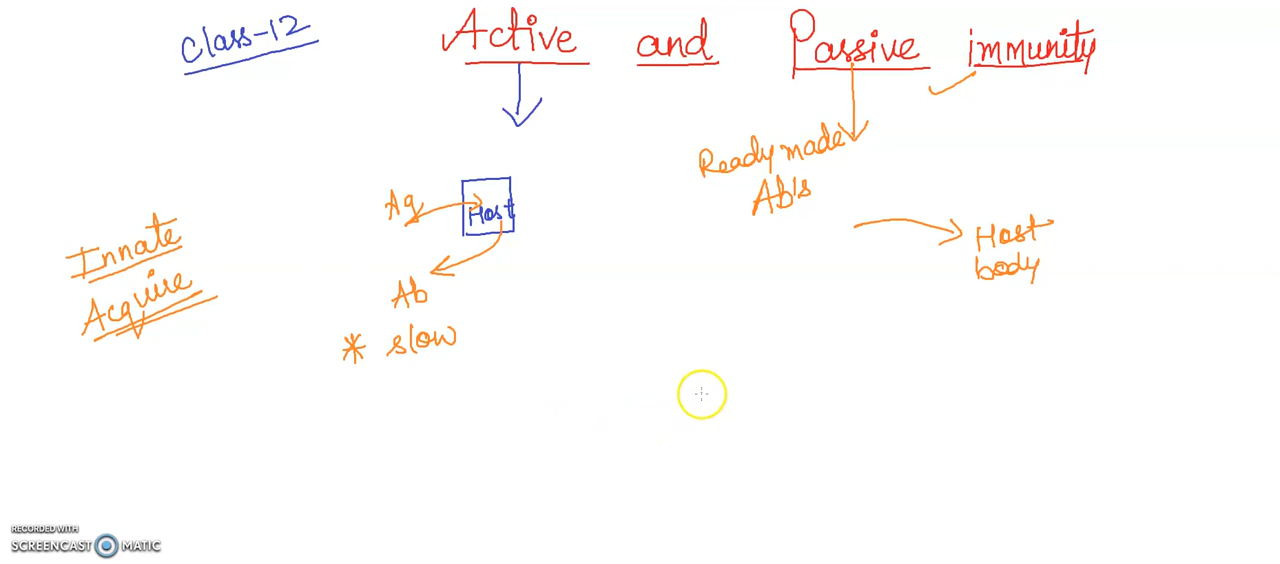 class-12
Active and Passive immunity
Ready made
Ab's
Ag
Host
Host
body
Innate
Acquire
Ab
* slow
RECORDED WITH
SCREENCAST MATIC